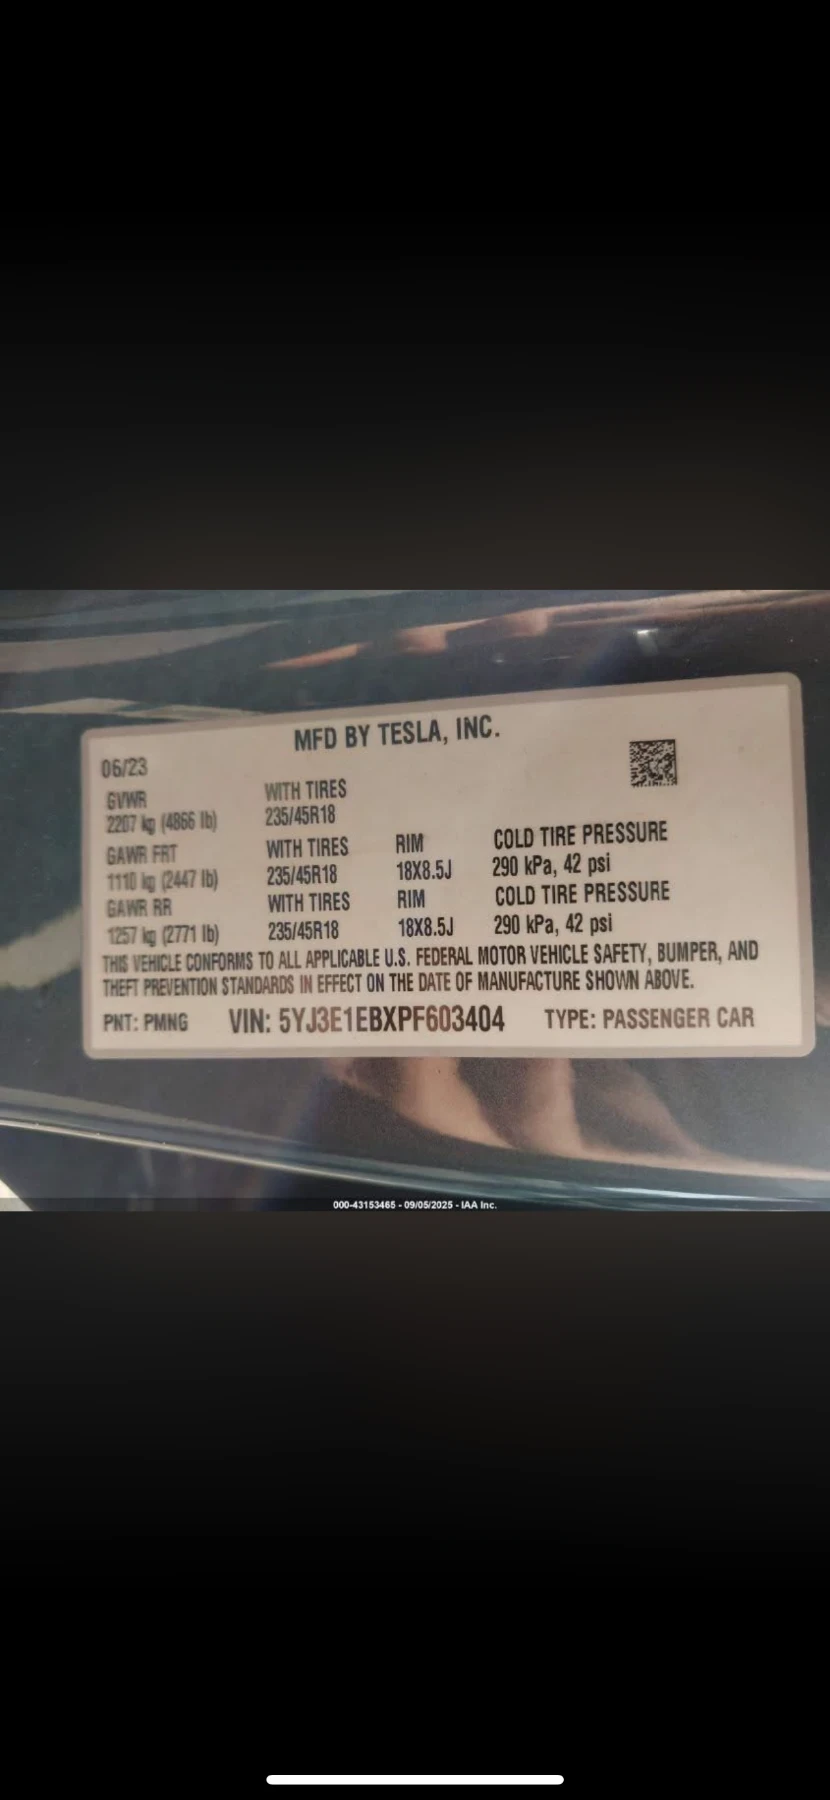 MFD BY TESLA, INC.
06/23
GVWR WITH TIRES
2207 kg (4866 lb) 235/45R18
GAWR FRT WITH TIRES RIM COLD TIRE PRESSURE
1110 kg (2447 lb) 235/45R18 18X8.5J 290 kPa, 42 psi
GAWR RR WITH TIRES RIM COLD TIRE PRESSURE
1257 kg (2771 lb) 235/45R18 18X8.5J 290 kPa, 42 psi
THIS VEHICLE CONFORMS TO ALL APPLICABLE U.S. FEDERAL MOTOR VEHICLE SAFETY, BUMPER, AND
THEFT PREVENTION STANDARDS IN EFFECT ON THE DATE OF MANUFACTURE SHOWN ABOVE.
PNT: PMNG VIN: 5YJ3E1EBXPF603404 TYPE: PASSENGER CAR
000-43153465 - 09/05/2025 - IAA Inc.